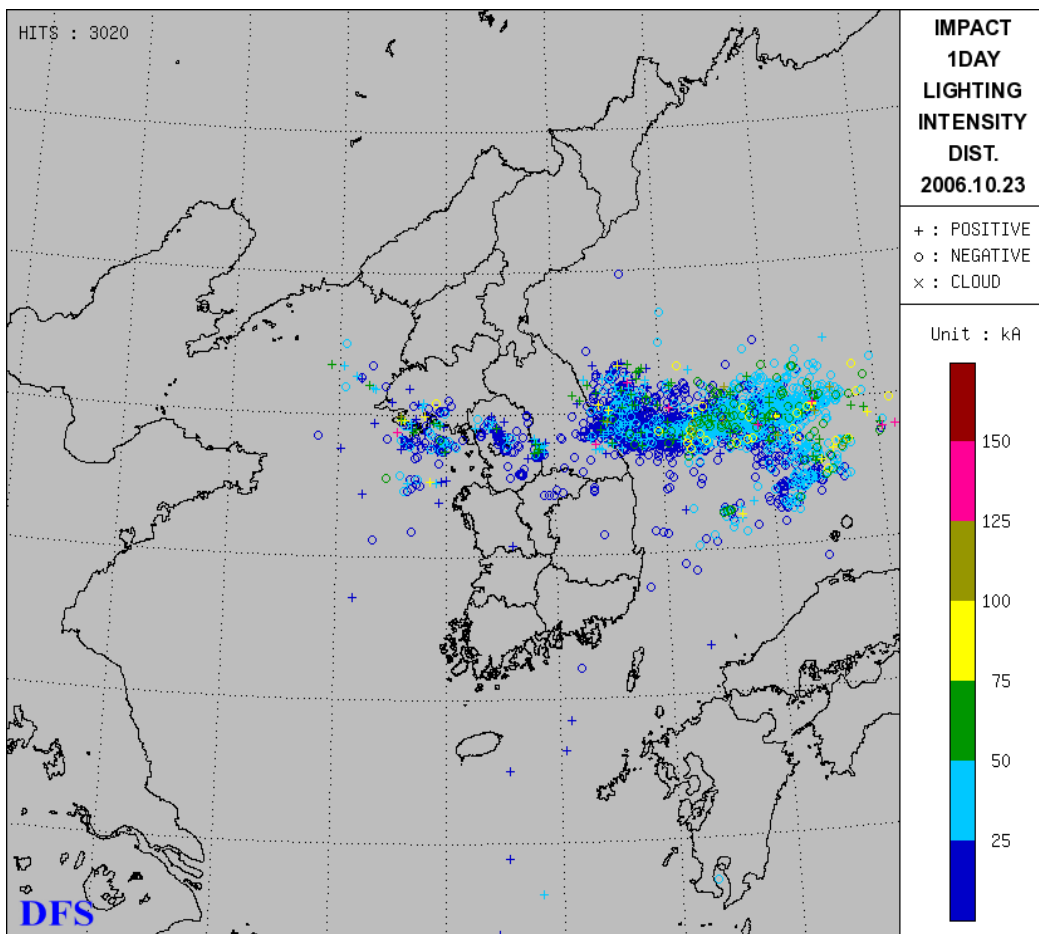 HITS : 3020
IMPACT
1DAY
LIGHTING
INTENSITY
DIST.
2006.10.23
+ : POSITIVE
o : NEGATIVE
× : CLOUD
Unit : kA
150
125
100
75
50
25
DFS